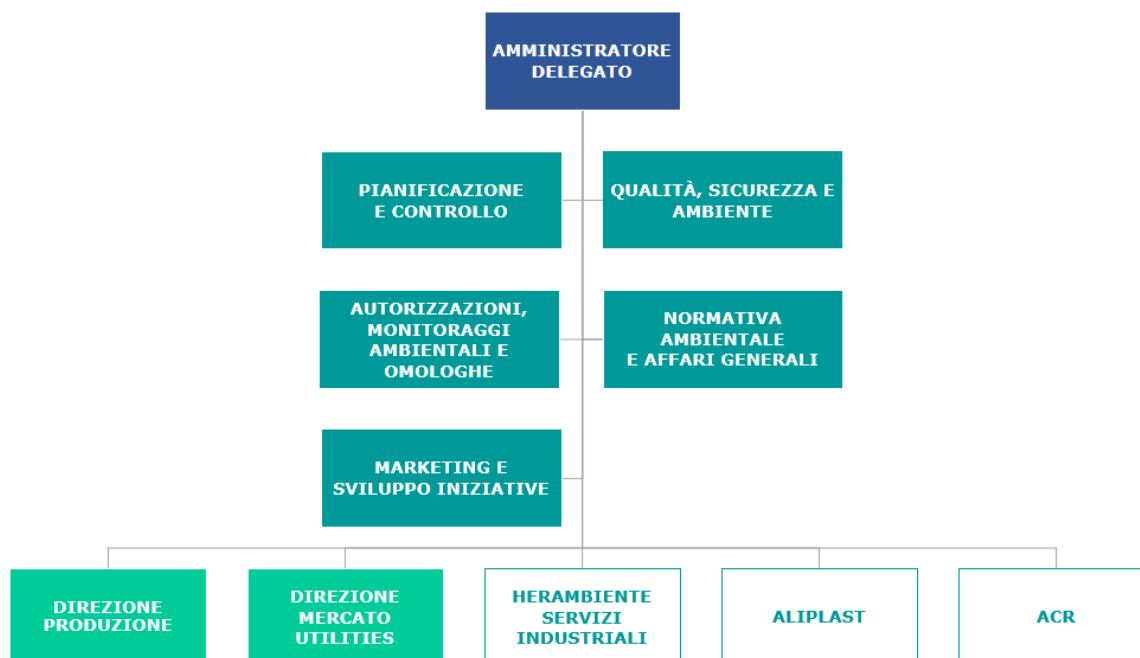 AMMINISTRATORE
DELEGATO
PIANIFICAZIONE
E CONTROLLO
QUALITÀ, SICUREZZA E
AMBIENTE
AUTORIZZAZIONI,
MONITORAGGI
AMBIENTALI E
OMOLOGHE
NORMATIVA
AMBIENTALE
E AFFARI GENERALI
MARKETING E
SVILUPPO INIZIATIVE
DIREZIONE
PRODUZIONE
DIREZIONE
MERCATO
UTILITIES
HERAMBIENTE
SERVIZI
INDUSTRIALI
ALIPLAST
ACR